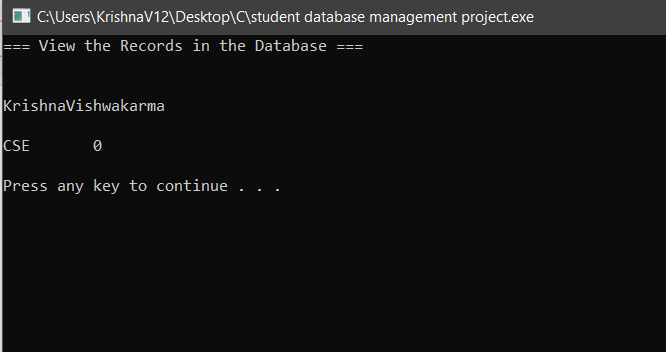 C:\Users\KrishnaV12\Desktop\C\student database management project.exe
=== View the Records in the Database ===
KrishnaVishwakarma
CSE       0
Press any key to continue . . .